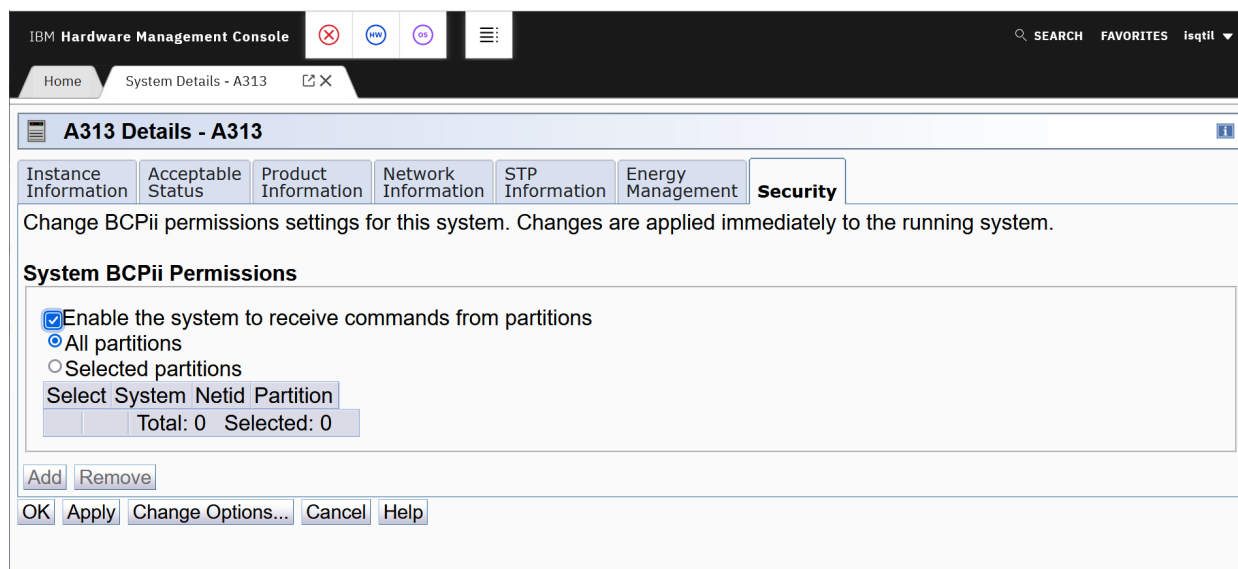 IBM Hardware Management Console HW OS SEARCH FAVORITES isqtil
Home System Details - A313
A313 Details - A313 i
Instance Information Acceptable Status Product Information Network Information STP Information Energy Management Security
Change BCPii permissions settings for this system. Changes are applied immediately to the running system.
System BCPii Permissions
Enable the system to receive commands from partitions
All partitions
Selected partitions
Select System Netid Partition
Total: 0 Selected: 0
Add Remove
OK Apply Change Options... Cancel Help